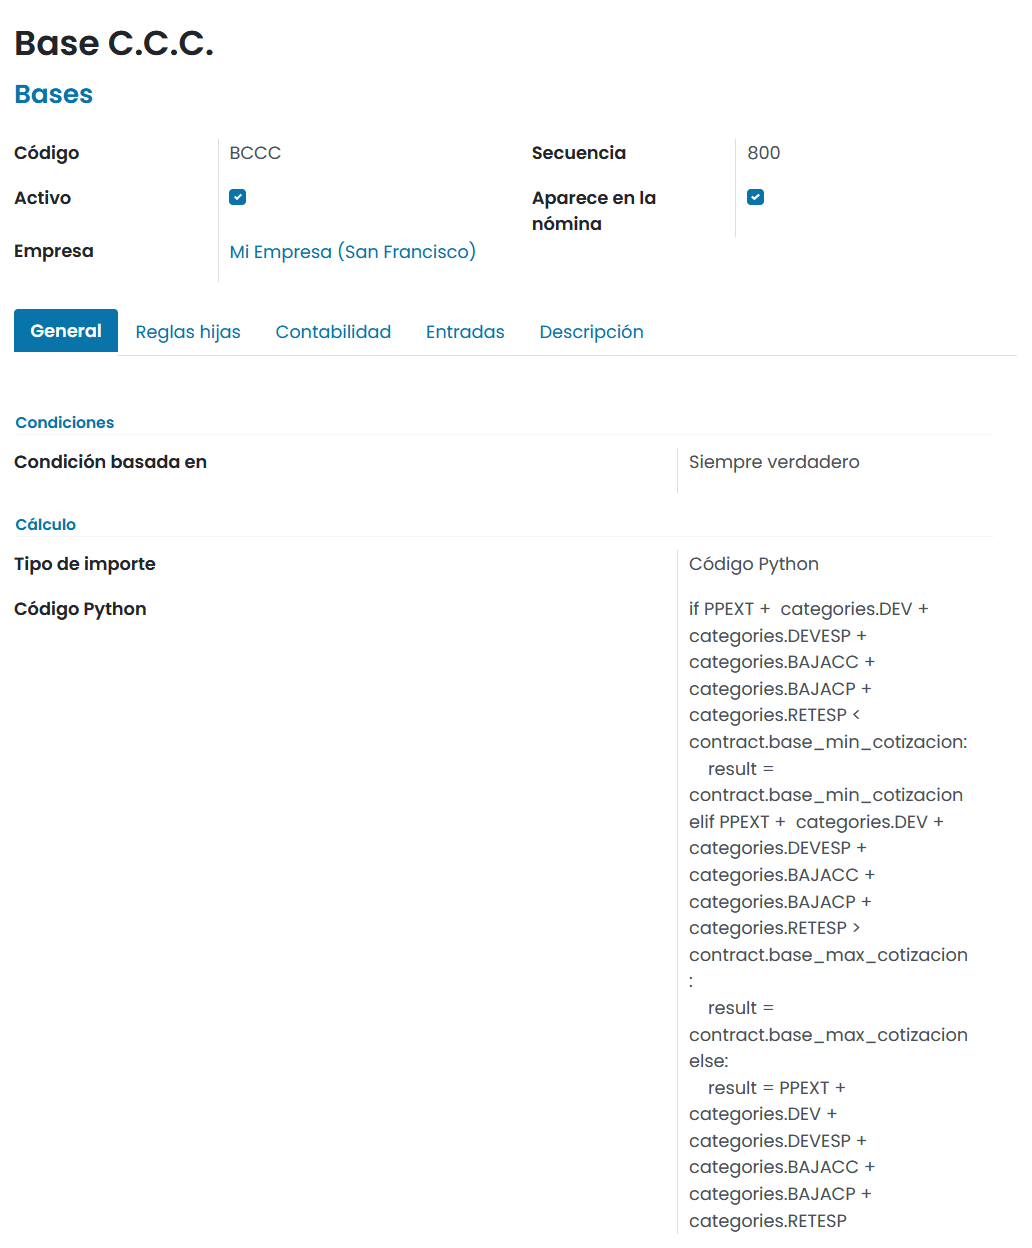 Base C.C.C.
Bases
Código
BCCC
Secuencia
800
Activo
Aparece en la
nómina
Empresa
Mi Empresa (San Francisco)
General
Reglas hijas
Contabilidad
Entradas
Descripción
Condiciones
Condición basada en
Siempre verdadero
Cálculo
Tipo de importe
Código Python
Código Python
if PPEXT +  categories.DEV +
categories.DEVESP +
categories.BAJACC +
categories.BAJACP +
categories.RETESP <
contract.base_min_cotizacion:
    result =
contract.base_min_cotizacion
elif PPEXT +  categories.DEV +
categories.DEVESP +
categories.BAJACC +
categories.BAJACP +
categories.RETESP >
contract.base_max_cotizacion
:
    result =
contract.base_max_cotizacion
else:
    result = PPEXT +
categories.DEV +
categories.DEVESP +
categories.BAJACC +
categories.BAJACP +
categories.RETESP